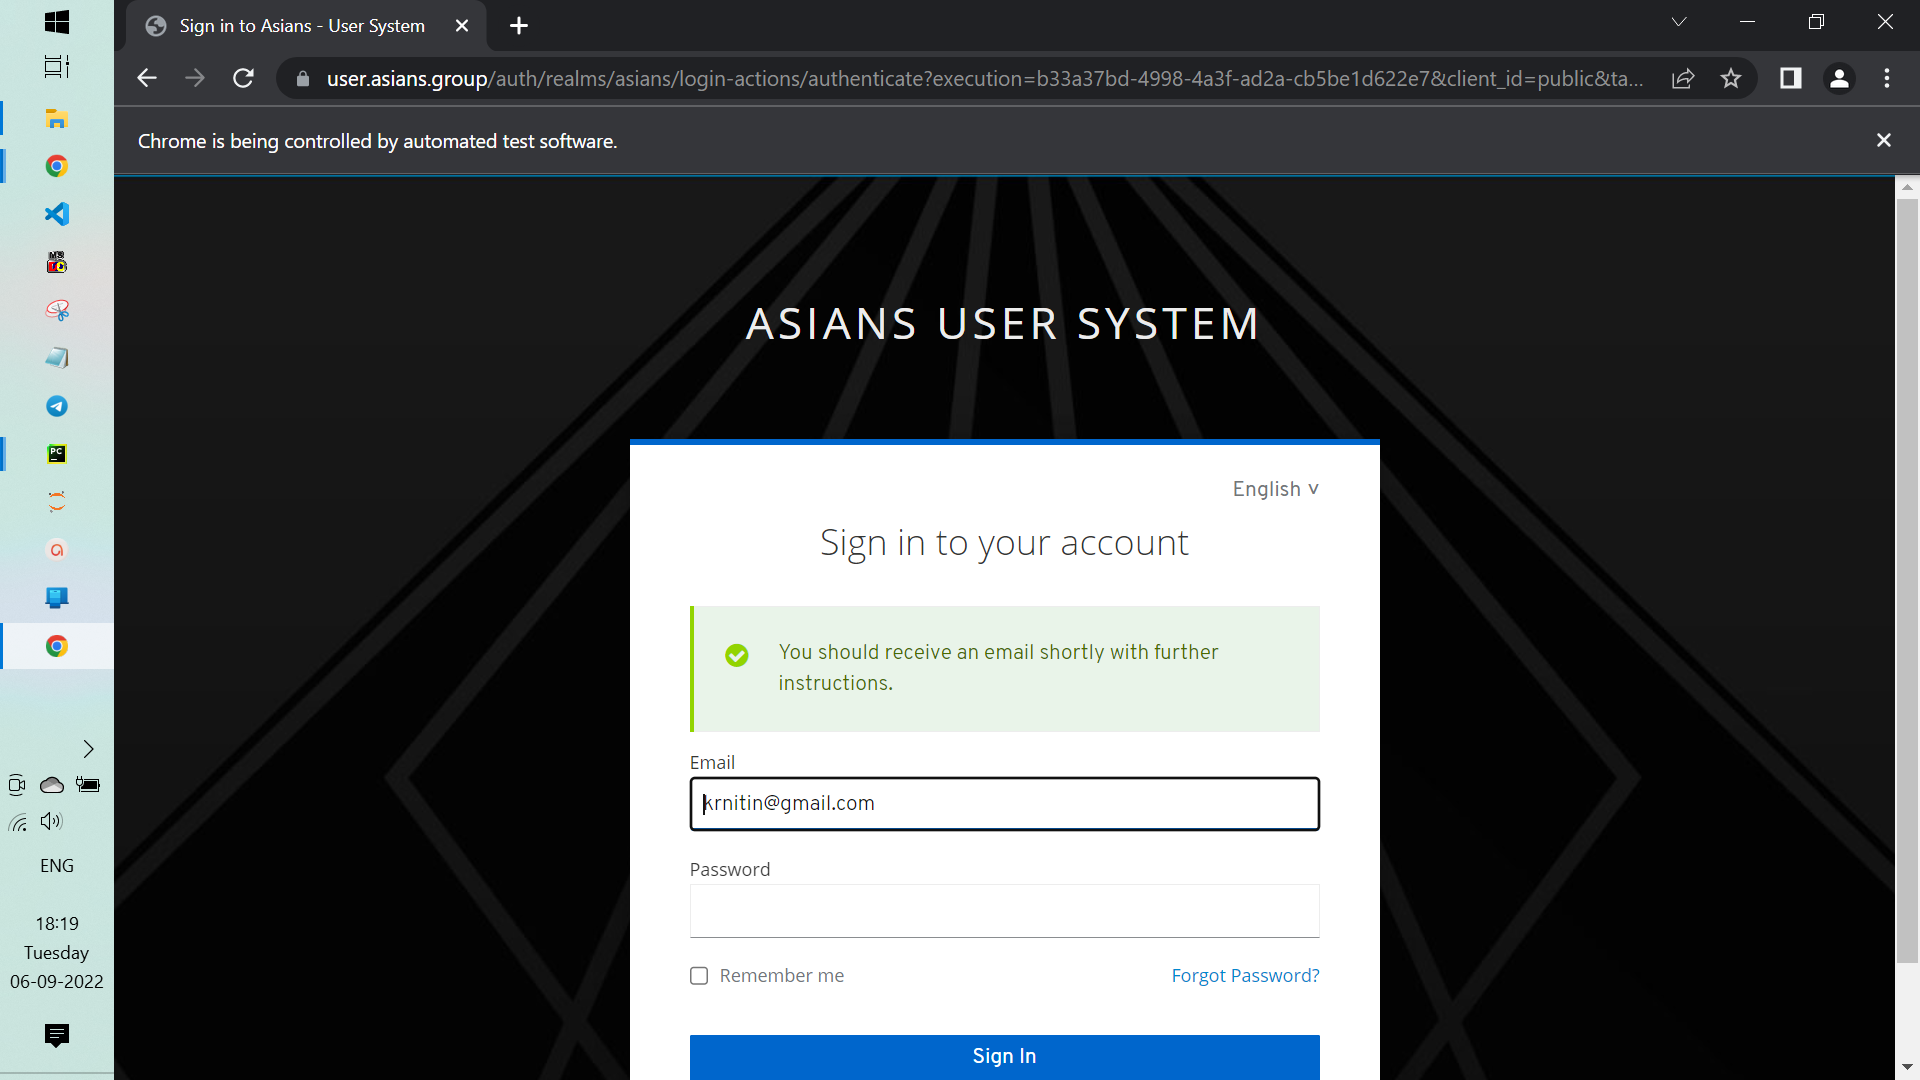 Sign in to Asians - User System
user.asians.group/auth/realms/asians/login-actions/authenticate?execution=b33a37bd-4998-4a3f-ad2a-cb5be1d622e7&client_id=public&ta...
Chrome is being controlled by automated test software.
ASIANS USER SYSTEM
English v
Sign in to your account
You should receive an email shortly with further
instructions.
Email
krnitin@gmail.com
Password
Remember me
Forgot Password?
Sign In
PC
ENG
18:19
Tuesday
06-09-2022